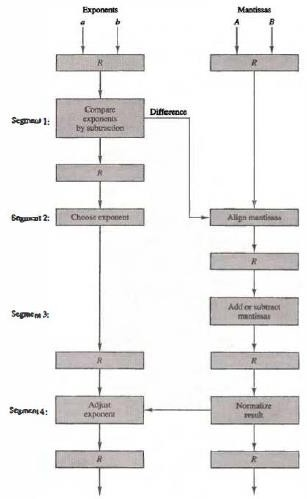 Exponents
Mantissas
a b
A B
R
R
Segment 1:
Compare
exponents
by subtraction
Difference
R
Segment 2:
Choose exponent
Align mantissas
R
Segment 3:
Add or subtract
mantissas
R
R
Segment 4:
Adjust
exponent
Normalize
result
R
R